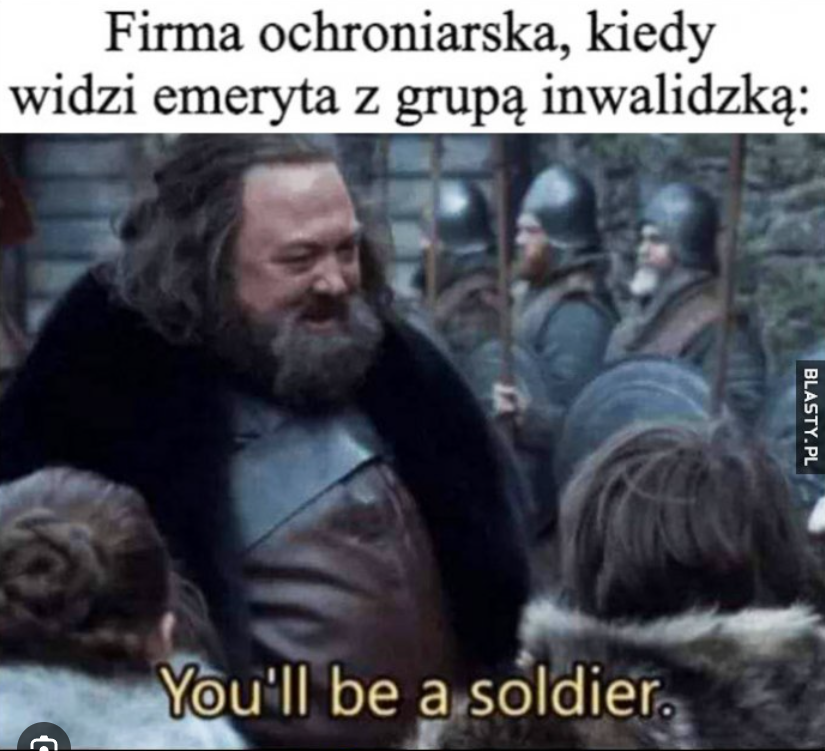 Firma ochroniarska, kiedy
widzi emeryta z grupą inwalidzką:
BLASTY.PL
You'll be a soldier.